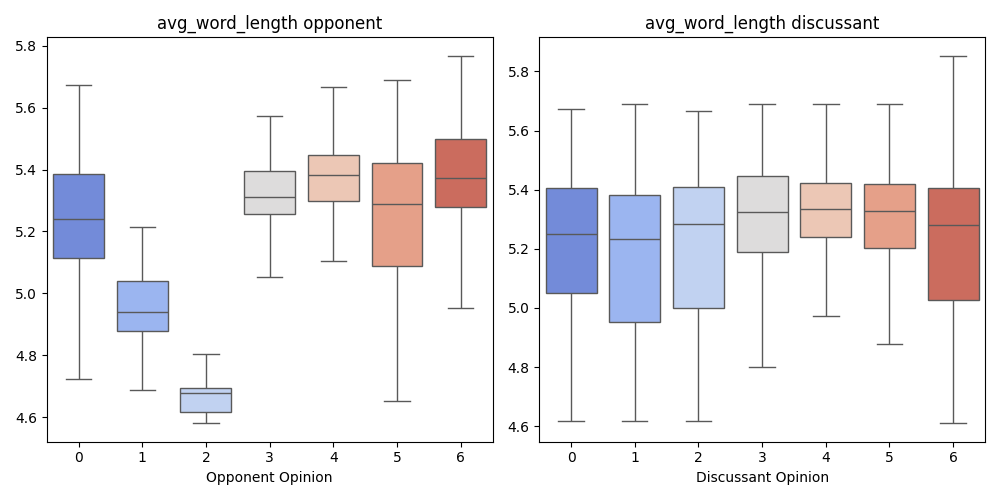 avg_word_length opponent
5.8
5.6
5.4
5.2
5.0
4.8
4.6
0 1 2 3 4 5 6
Opponent Opinion
avg_word_length discussant
5.8
5.6
5.4
5.2
5.0
4.8
4.6
0 1 2 3 4 5 6
Discussant Opinion